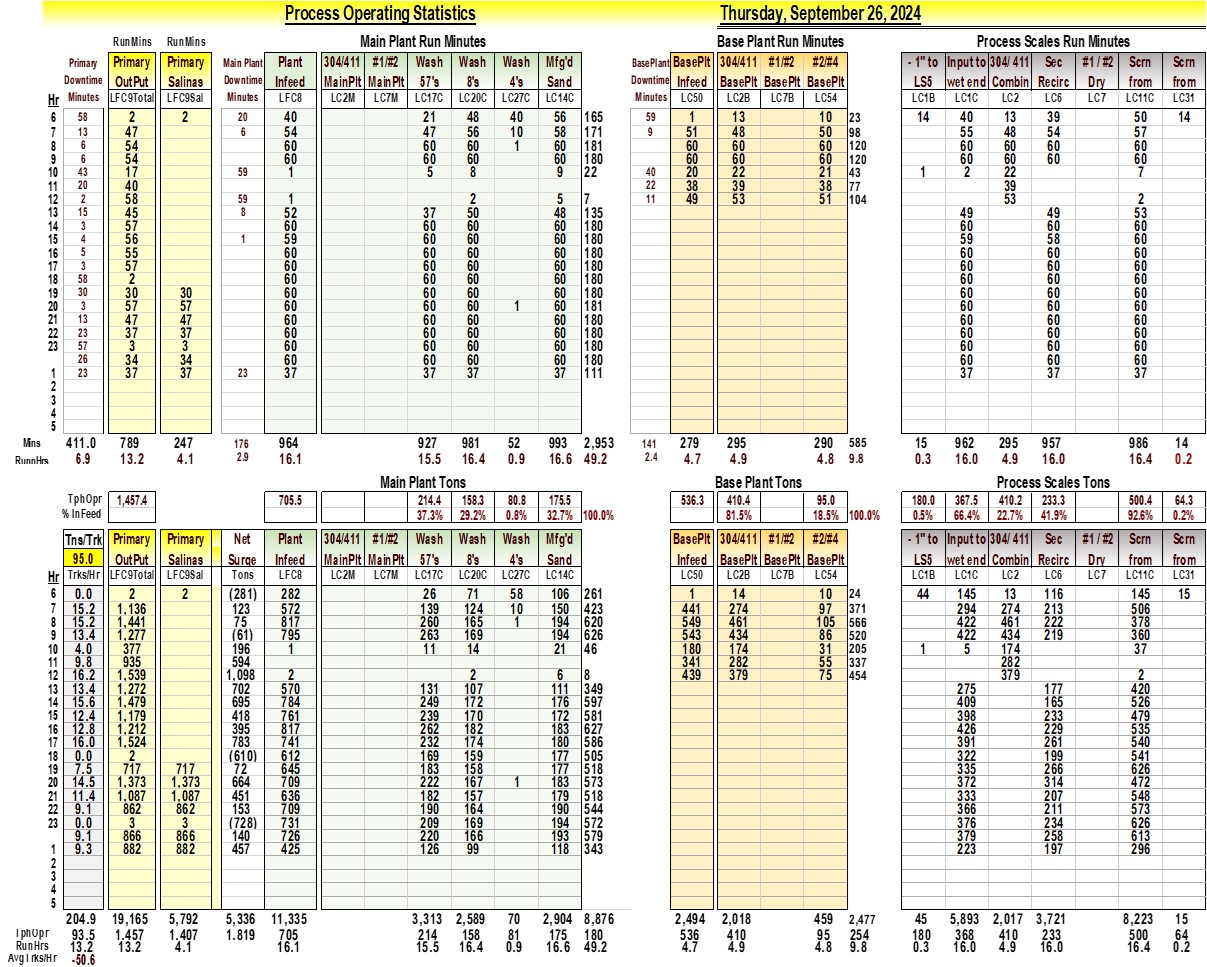 Process Operating Statistics Thursday, September 26, 2024
RunMins RunMins Main Plant Run Minutes Base Plant Run Minutes Process Scales Run Minutes
Primary Primary Primary Main Plant Plant 304/411 #1/#2 Wash Wash Wash Mfg'd BasePlant BasePlt 304/411 #1/#2 #2/#4 - 1" to Input to 304/ 411 Sec #1 / #2 Scrn Scrn
Downtime OutPut Salinas Downtime Infeed MainPlt MainPlt 57's 8's 4's Sand Downtime Infeed BasePlt BasePlt BasePlt LS5 wet end Combin Recirc Dry from from
Hr Minutes LFC9Total LFC9Sal Minutes LFC8 LC2M LC7M LC17C LC20C LC27C LC14C Minutes LC50 LC2B LC7B LC54 LC1B LC1C LC2 LC6 LC7 LC11C LC31
6 58 2 2 20 40 21 48 40 56 165 59 1 13 10 23 14 40 13 39 50 14
7 13 47 6 54 47 56 10 58 171 9 51 48 50 98 55 48 54 57
8 6 54 60 60 60 1 60 181 60 60 60 120 60 60 60 60
9 6 54 60 60 60 60 180 60 60 60 120 60 60 60 60
10 43 17 59 1 5 8 9 22 40 20 22 21 43 1 2 22 7
11 20 40 22 38 39 38 77 39
12 2 58 59 1 2 5 7 11 49 53 51 104 53 2
13 15 45 8 52 37 50 48 135 49 49 53
14 3 57 60 60 60 60 180 60 60 60
15 4 56 1 59 60 60 60 180 59 58 60
16 5 55 60 60 60 60 180 60 60 60
17 3 57 60 60 60 60 180 60 60 60
18 58 2 60 60 60 60 180 60 60 60
19 30 30 30 60 60 60 60 180 60 60 60
20 3 57 57 60 60 60 1 60 181 60 60 60
21 13 47 47 60 60 60 60 180 60 60 60
22 23 37 37 60 60 60 60 180 60 60 60
23 57 3 3 60 60 60 60 180 60 60 60
26 34 34 60 60 60 60 180 60 60 60
1 23 37 37 23 37 37 37 37 111 37 37 37
2
3
4
5
Mins 411.0 789 247 176 964 927 981 52 993 2,953 141 279 295 290 585 15 962 295 957 986 14
RunnHrs 6.9 13.2 4.1 2.9 16.1 15.5 16.4 0.9 16.6 49.2 2.4 4.7 4.9 4.8 9.8 0.3 16.0 4.9 16.0 16.4 0.2
Main Plant Tons Base Plant Tons Process Scales Tons
TphOpr 1,457.4 705.5 214.4 158.3 80.8 175.5 536.3 410.4 95.0 180.0 367.5 410.2 233.3 500.4 64.3
% InFeed 37.3% 29.2% 0.8% 32.7% 100.0% 81.5% 18.5% 100.0% 0.5% 66.4% 22.7% 41.9% 92.6% 0.2%
Tns/Trk Primary Primary Net Plant 304/411 #1/#2 Wash Wash Wash Mfg'd BasePlt 304/411 #1/#2 #2/#4 - 1" to Input to 304/ 411 Sec #1 / #2 Scrn Scrn
95.0 OutPut Salinas Surge Infeed MainPlt MainPlt 57's 8's 4's Sand Infeed BasePlt BasePlt BasePlt LS5 wet end Combin Recirc Dry from from
Hr Trks/Hr LFC9Total LFC9Sal Tons LFC8 LC2M LC7M LC17C LC20C LC27C LC14C LC50 LC2B LC7B LC54 LC1B LC1C LC2 LC6 LC7 LC11C LC31
6 0.0 2 2 (281) 282 26 71 58 106 261 1 14 10 24 44 145 13 116 145 15
7 15.2 1,136 123 572 139 124 10 150 423 441 274 97 371 294 274 213 506
8 15.2 1,441 75 817 260 165 1 194 620 549 461 105 566 422 461 222 378
9 13.4 1,277 (61) 795 263 169 194 626 543 434 86 520 422 434 219 360
10 4.0 377 196 1 11 14 21 46 180 174 31 205 1 5 174 37
11 9.8 935 594 341 282 55 337 282
12 16.2 1,539 1,098 2 2 6 8 439 379 75 454 379 2
13 13.4 1,272 702 570 131 107 111 349 275 177 420
14 15.6 1,479 695 784 249 172 176 597 409 165 526
15 12.4 1,179 418 761 239 170 172 581 398 233 479
16 12.8 1,212 395 817 262 182 183 627 426 229 535
17 16.0 1,524 783 741 232 174 180 586 391 261 540
18 0.0 2 (610) 612 169 159 177 505 322 199 541
19 7.5 717 717 72 645 183 158 177 518 335 266 626
20 14.5 1,373 1,373 664 709 222 167 1 183 573 372 314 472
21 11.4 1,087 1,087 451 636 182 157 179 518 333 207 548
22 9.1 862 862 153 709 190 164 190 544 366 211 573
23 0.0 3 3 (728) 731 209 169 194 572 376 234 626
9.1 866 866 140 726 220 166 193 579 379 258 613
1 9.3 882 882 457 425 126 99 118 343 223 197 296
2
3
4
5
204.9 19,165 5,792 5,336 11,335 3,313 2,589 70 2,904 8,876 2,494 2,018 459 2,477 45 5,893 2,017 3,721 8,223 15
TphOpr 93.5 1,457 1,407 1.819 705 214 158 81 175 180 536 410 95 254 180 368 410 233 500 64
RunHrs 13.2 13.2 4.1 16.1 15.5 16.4 0.9 16.6 49.2 4.7 4.9 4.8 9.8 0.3 16.0 4.9 16.0 16.4 0.2
Avg Trks/Hr -50.6